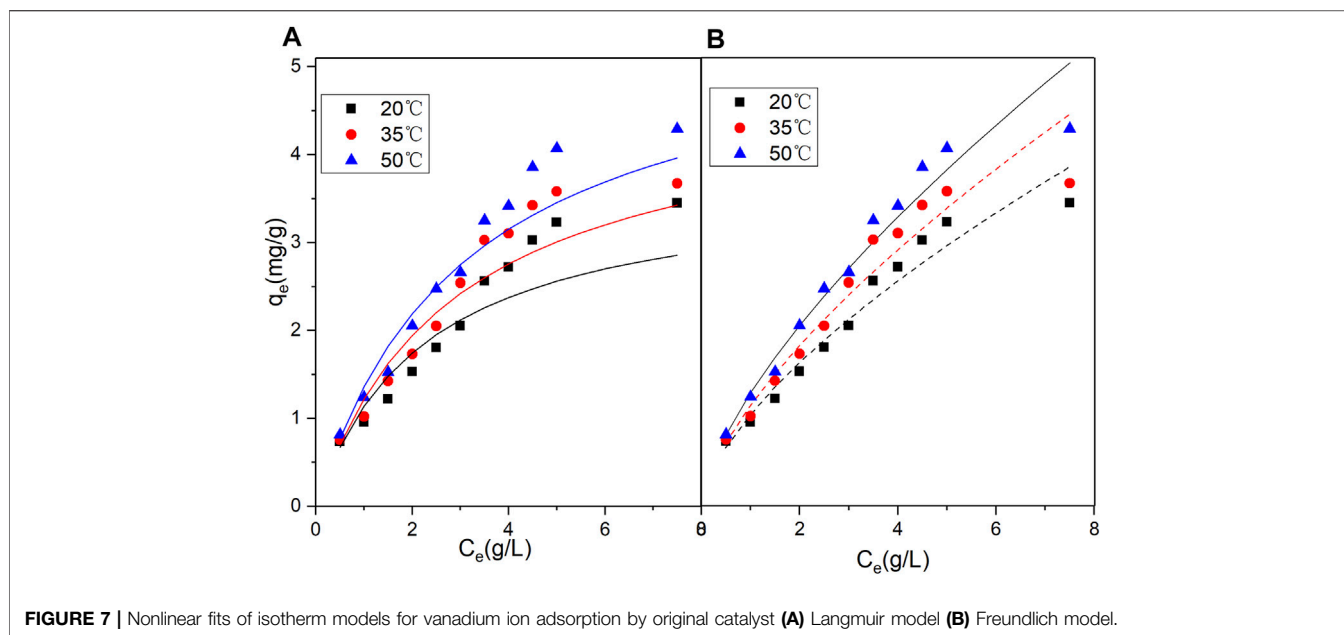 A
B
5
4
3
2
1
0
q_e(mg/g)
20℃
35℃
50℃
20℃
35℃
50℃
0 2 4 6 8
0 2 4 6 8
C_e(g/L)
C_e(g/L)
FIGURE 7 | Nonlinear fits of isotherm models for vanadium ion adsorption by original catalyst (A) Langmuir model (B) Freundlich model.